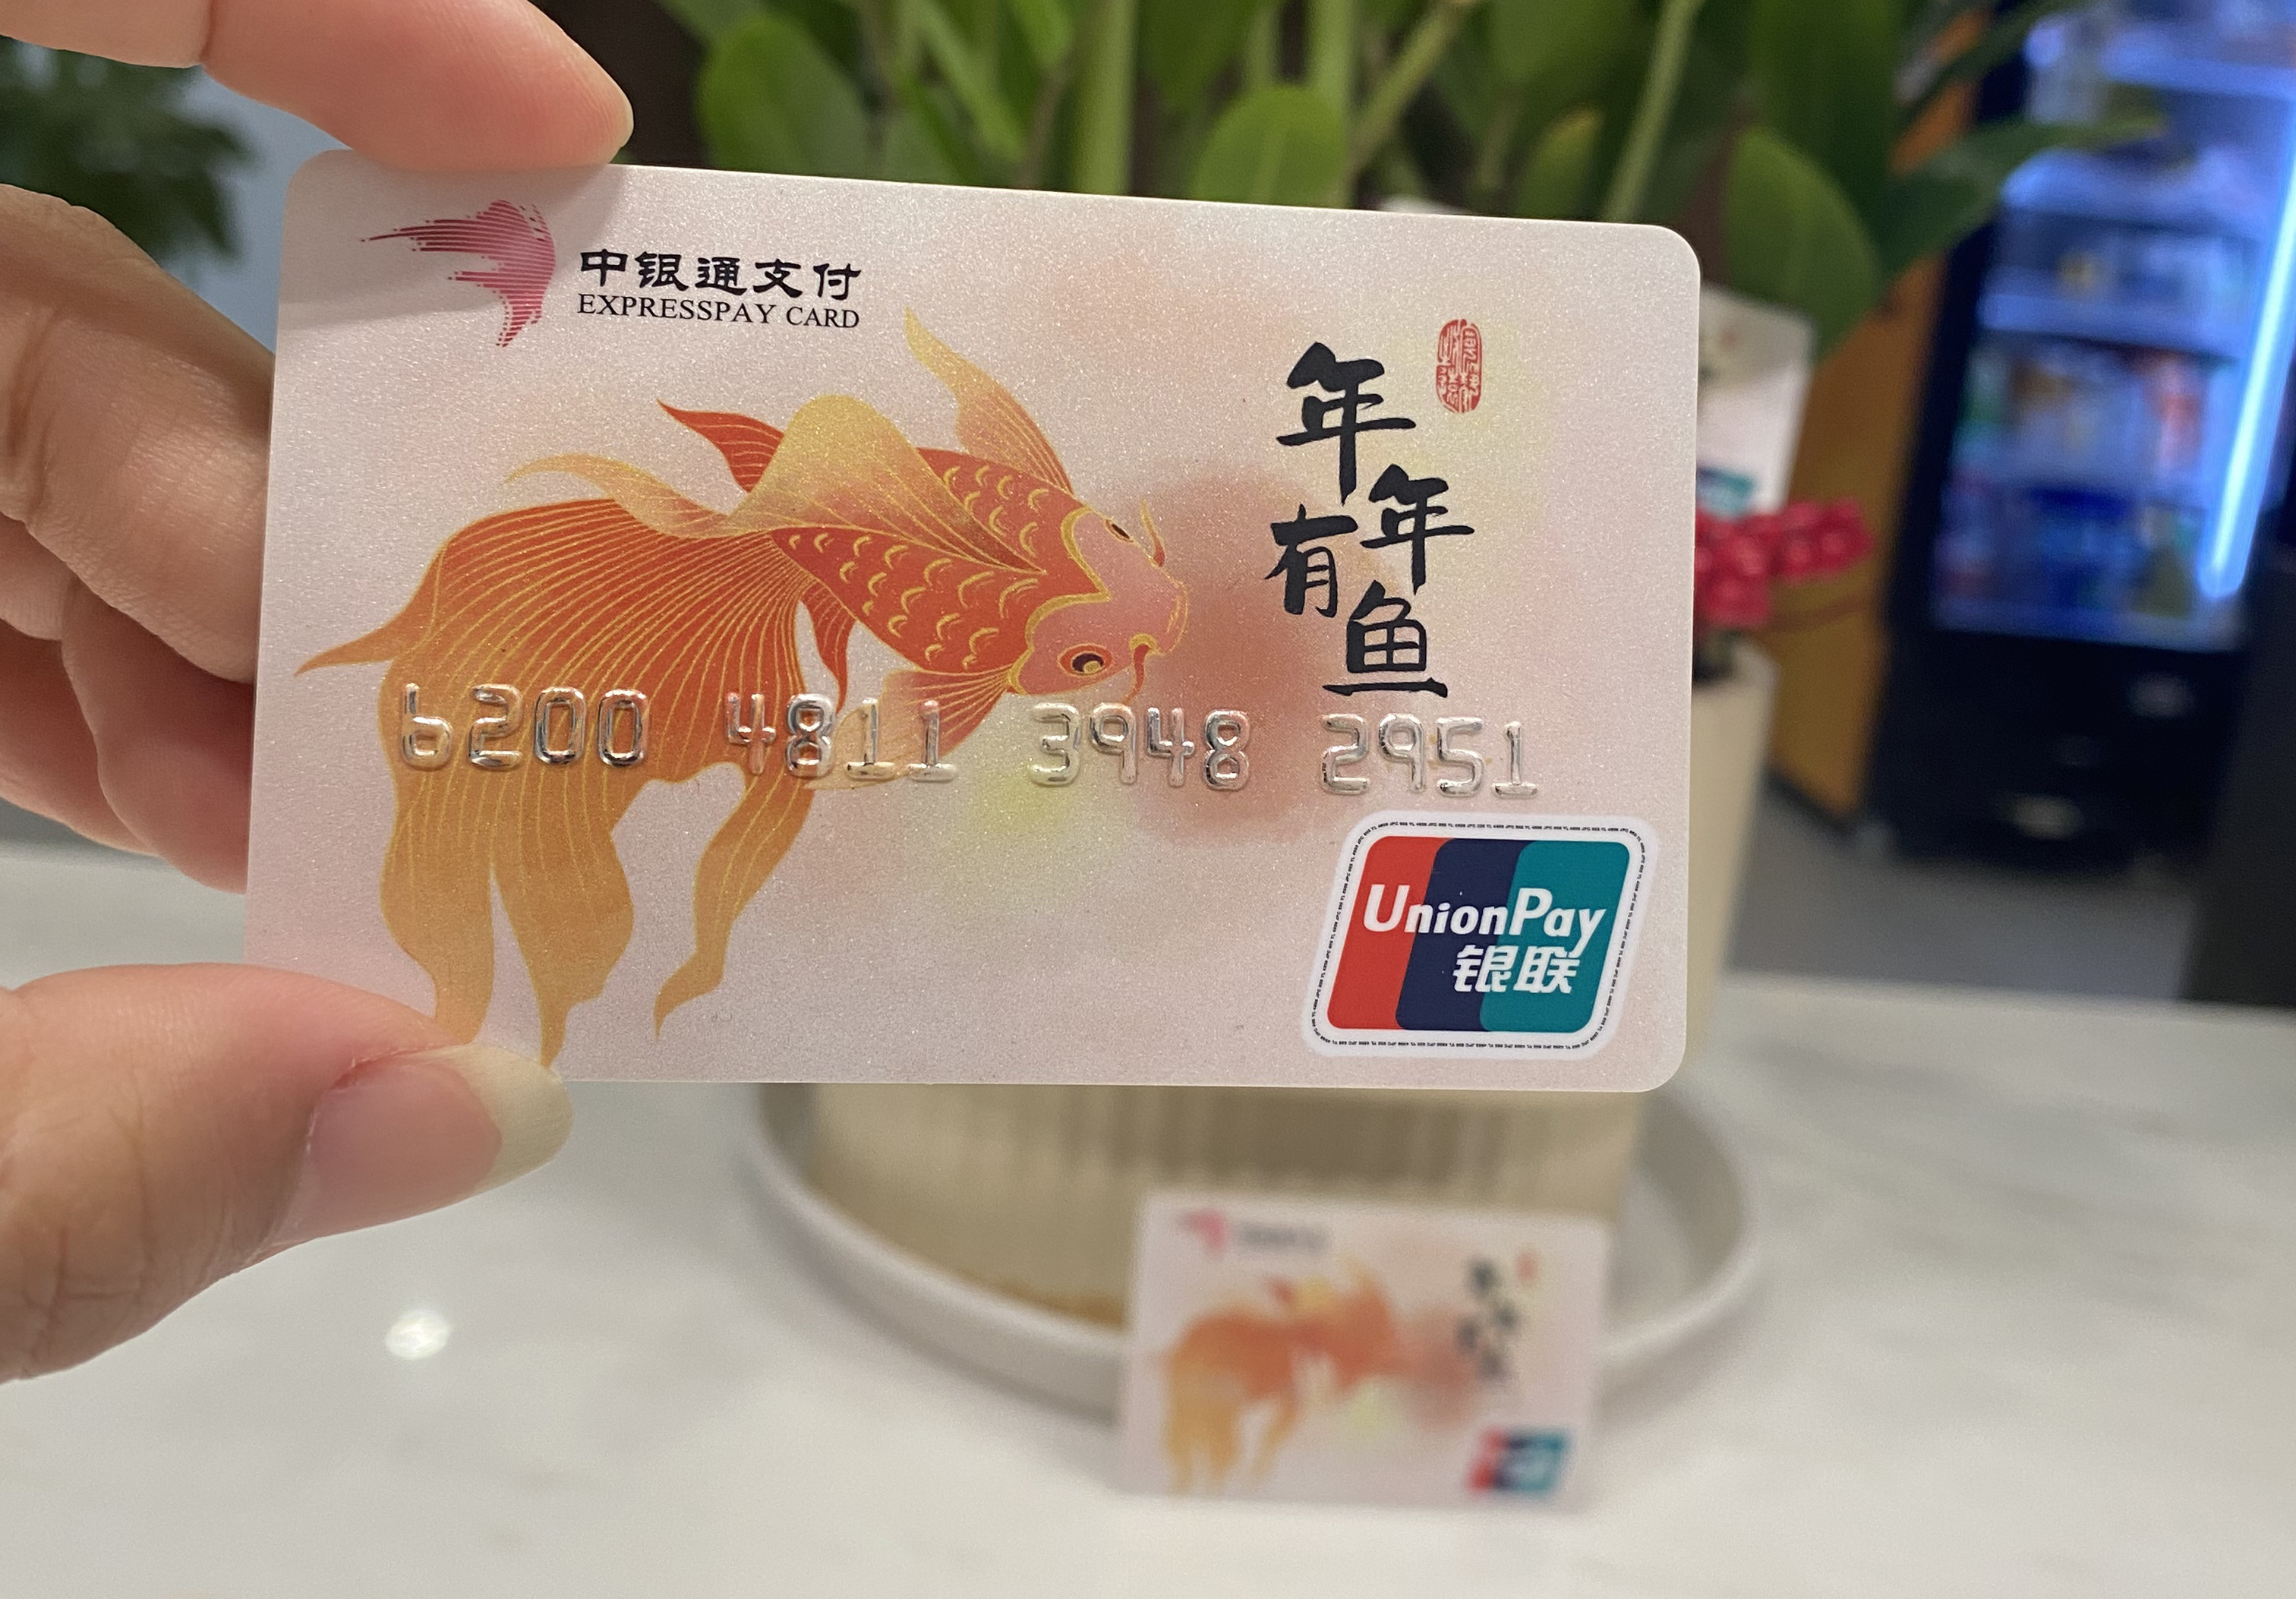 中银通支付
EXPRESSPAY CARD
年年有鱼
6200 4811 3948 2951
UnionPay
银联